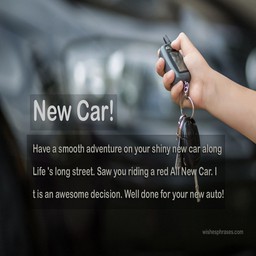 New Car!
Have a smooth adventure on your shiny new car along
Life 's long street. Saw you riding a red All New Car. I
t is an awesome decision. Well done for your new auto!
wishesphrases.com